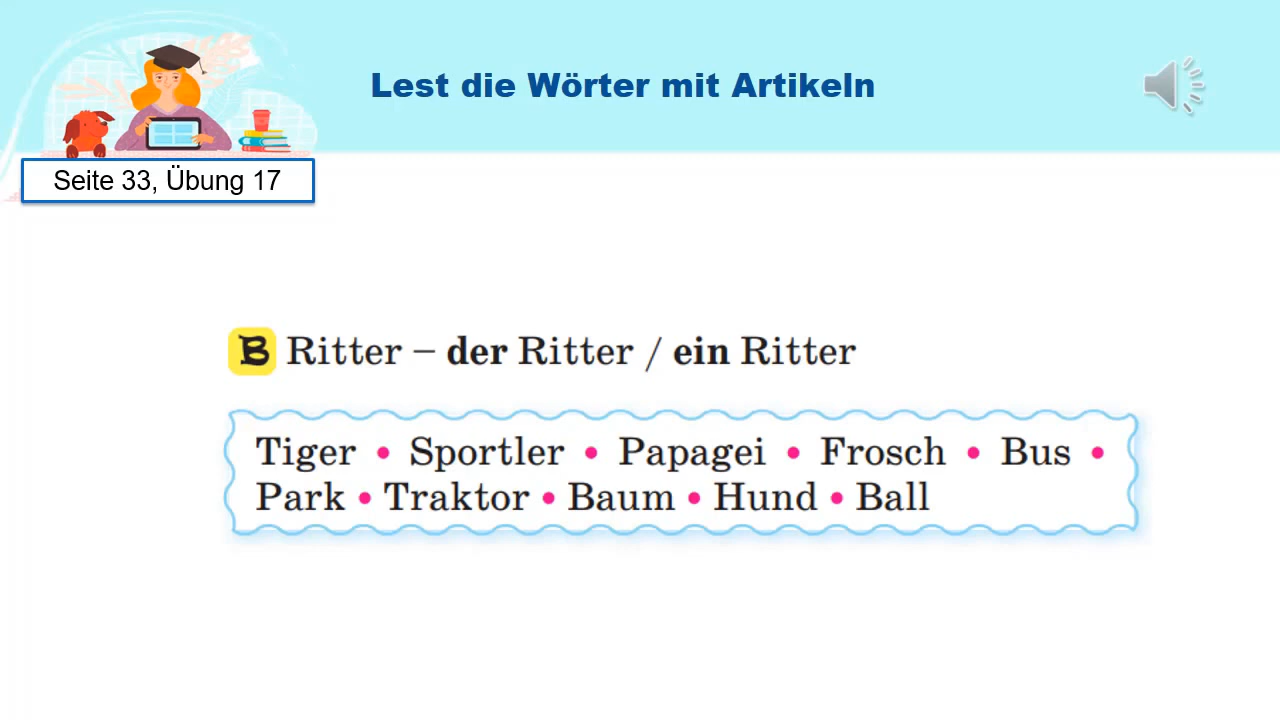 Lest die Wörter mit Artikeln
Seite 33, Übung 17
B Ritter – der Ritter / ein Ritter
Tiger • Sportler • Papagei • Frosch • Bus •
Park • Traktor • Baum • Hund • Ball